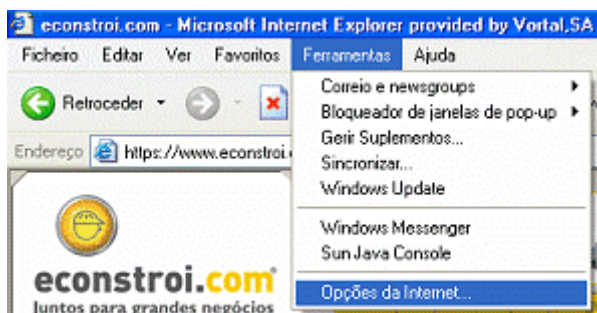 econstroi.com - Microsoft Internet Explorer provided by Vortal,SA
Ficheiro Editar Ver Favoritos Ferramentas Ajuda
Correio e newsgroups
Bloqueador de janelas de pop-up
Gerir Suplementos...
Sincronizar...
Windows Update
Windows Messenger
Sun Java Console
Opções da Internet...
Retroceder
Endereço https://www.econstroi.
econstroi.com
Juntos para grandes negócios